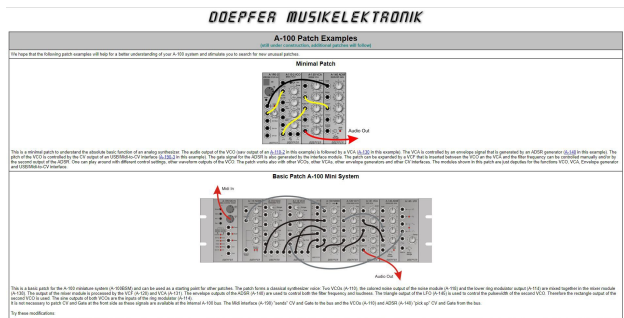 DOEPFER MUSIKELEKTRONIK
A-100 Patch Examples
(still under construction, additional patches will follow)
We hope that the following patch examples will help for a better understanding of your A-100 system and stimulate you to search for new unusual patches.
Minimal Patch
Audio Out
This is a minimal patch to understand the absolute basic function of an analog synthesizer. The audio output of the VCO (saw output of an A-110-2 in this example) is followed by a VCA (A-130 in this example). The VCA is controlled by an envelope signal that is generated by an ADSR generator (A-140 in this example). The
pitch of the VCO is controlled by the CV output of an USB/Midi-to-CV interface (A-190-3 in this example). The gate signal for the ADSR is also generated by the interface module. The patch can be expanded by a VCF that is inserted between the VCO an the VCA and the filter frequency can be controlled manually and/or by
the second output of the ADSR. One can play around with different control settings, other waveform outputs of the VCO. The patch works also with other VCOs, other VCAs, other envelope generators and other CV interfaces. The modules shown in this patch are just deputies for the functions VCO, VCA, Envelope generator
and USB/Midi-to-CV Interface.
Basic Patch A-100 Mini System
Midi In
Audio Out
This is a basic patch for the A-100 miniature system (A-100BSM) and can be used as a starting point for other patches. The patch forms a classical synthesizer voice: Two VCOs (A-110), the colored noise output of the noise module (A-118) and the lower ring modulator output (A-114) are mixed together in the mixer module
(A-138). The output of the mixer module is processed by the VCF (A-120) and VCA (A-131). The envelope outputs of the ADSR (A-140) are used to control both the filter frequency and loudness. The triangle output of the LFO (A-145) is used to control the pulsewidth of the second VCO. Therefore the rectangle output of the
second VCO is used. The sine outputs of both VCOs are the inputs of the ring modulator (A-114).
It is not necessary to patch CV and Gate at the front side as these signals are available at the internal A-100 bus. The Midi interface (A-190) "sends" CV and Gate to the bus and the VCOs (A-110) and ADSR (A-140) "pick up" CV and Gate from the bus.
Try these modifications: